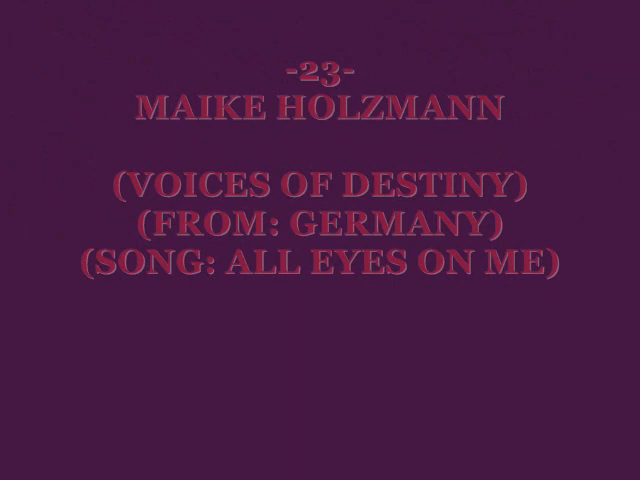 -23-
MAIKE HOLZMANN
(VOICES OF DESTINY)
(FROM: GERMANY)
(SONG: ALL EYES ON ME)